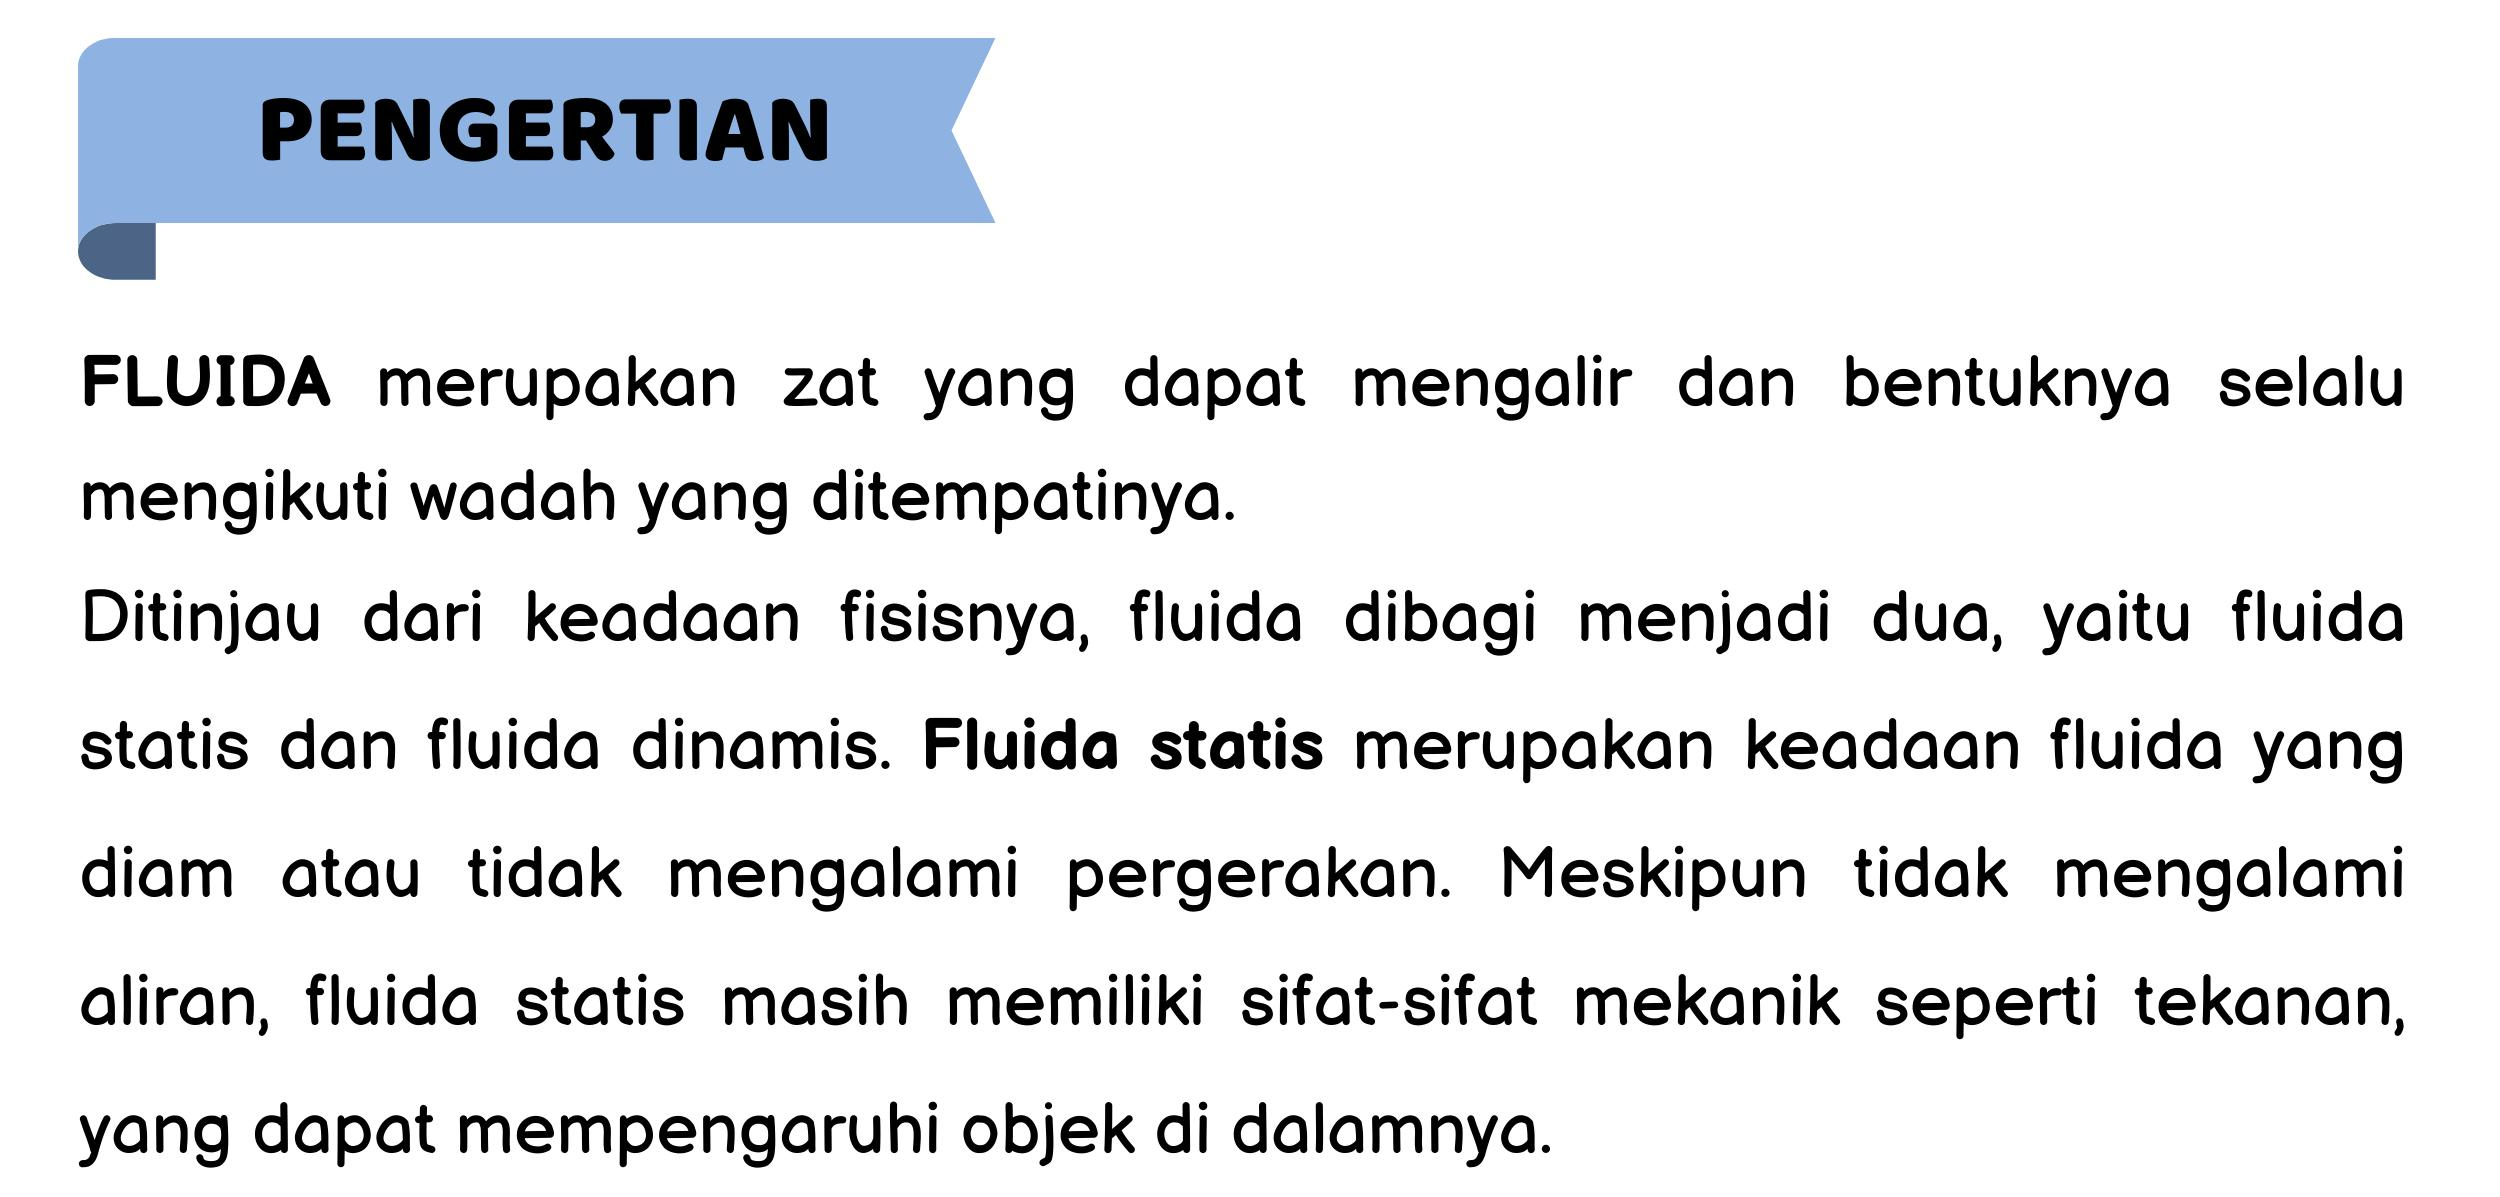 PENGERTIAN
FLUIDA merupakan zat yang dapat mengalir dan bentuknya selalu
mengikuti wadah yang ditempatinya.
Ditinjau dari keadaan fisisnya, fluida dibagi menjadi dua, yaitu fluida
statis dan fluida dinamis. Fluida statis merupakan keadaan fluida yang
diam atau tidak mengalami pergerakan. Meskipun tidak mengalami
aliran, fluida statis masih memiliki sifat-sifat mekanik seperti tekanan,
yang dapat mempengaruhi objek di dalamnya.